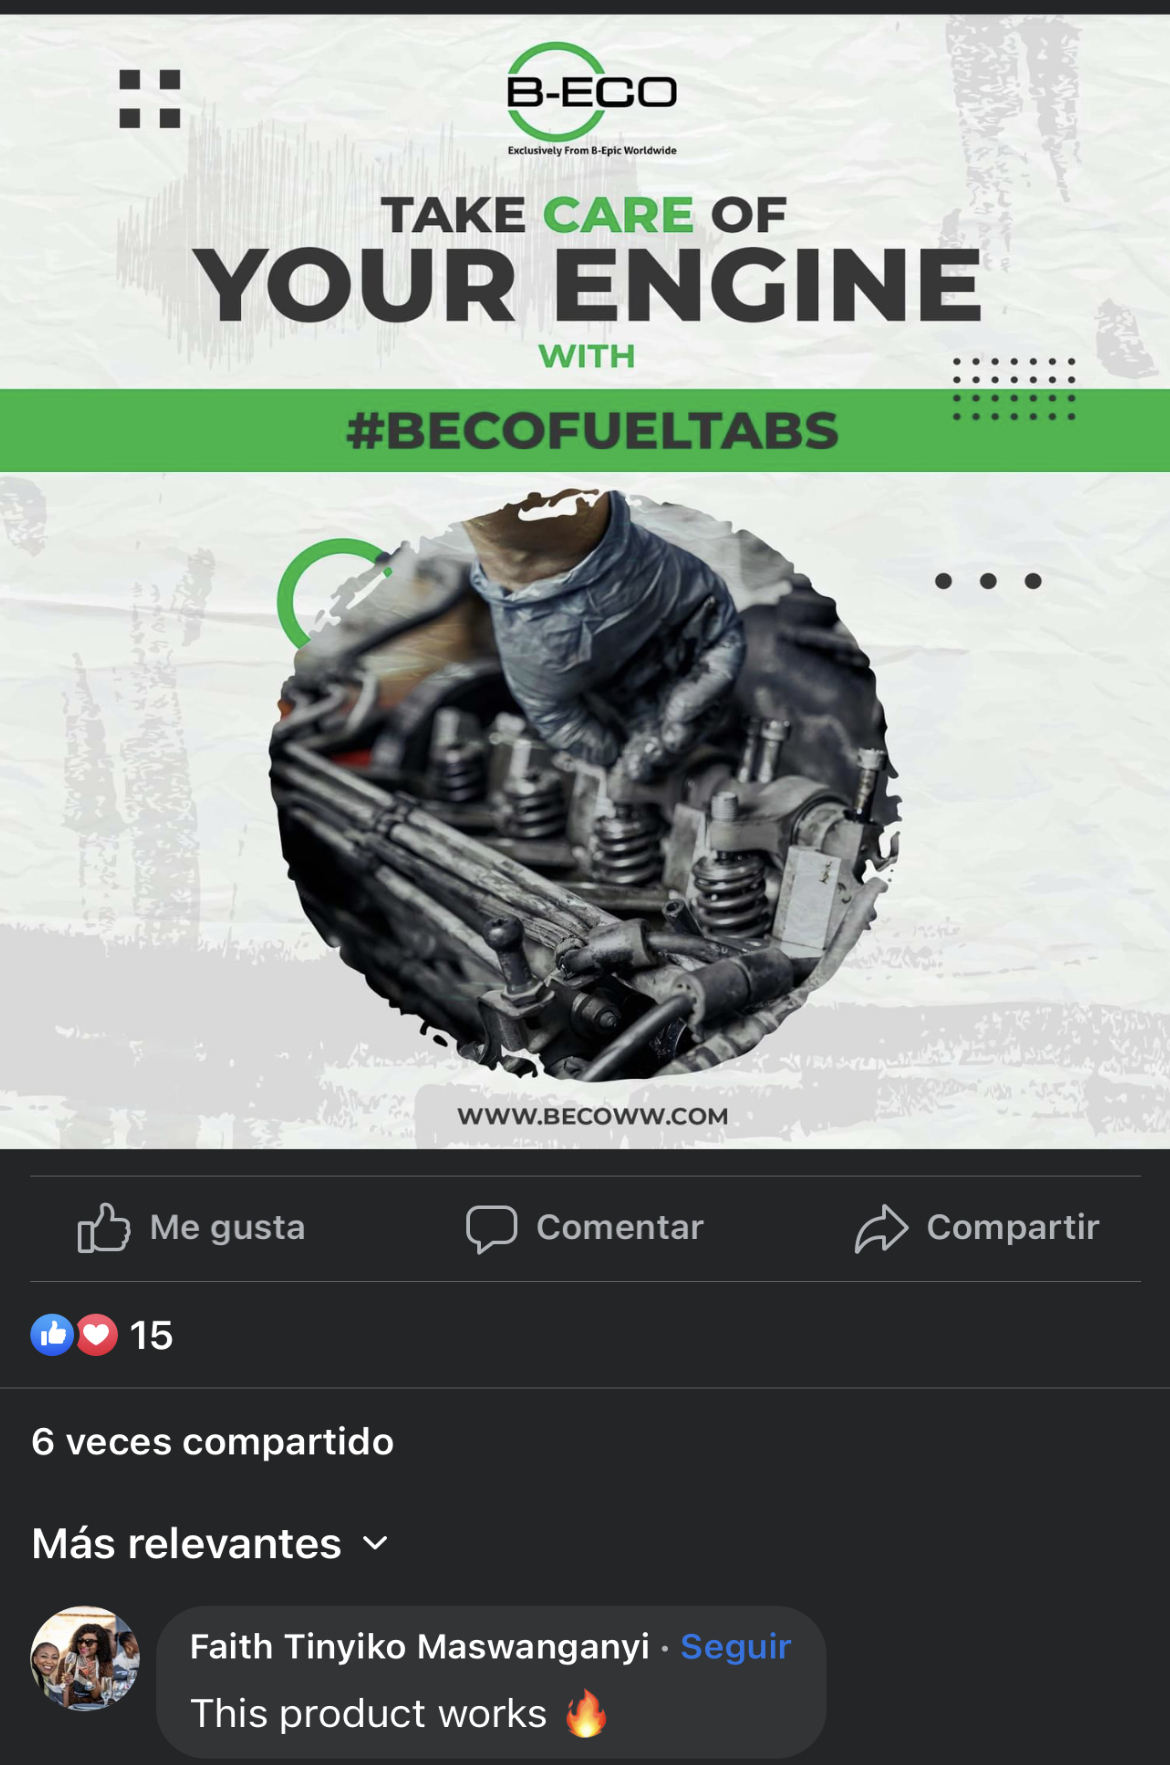 B-ECO
Exclusively From B-Epic Worldwide
TAKE CARE OF
YOUR ENGINE
WITH
#BECOFUELTABS
WWW.BECOWW.COM
Me gusta
Comentar
Compartir
15
6 veces compartido
Más relevantes
Faith Tinyiko Maswanganyi · Seguir
This product works 🔥